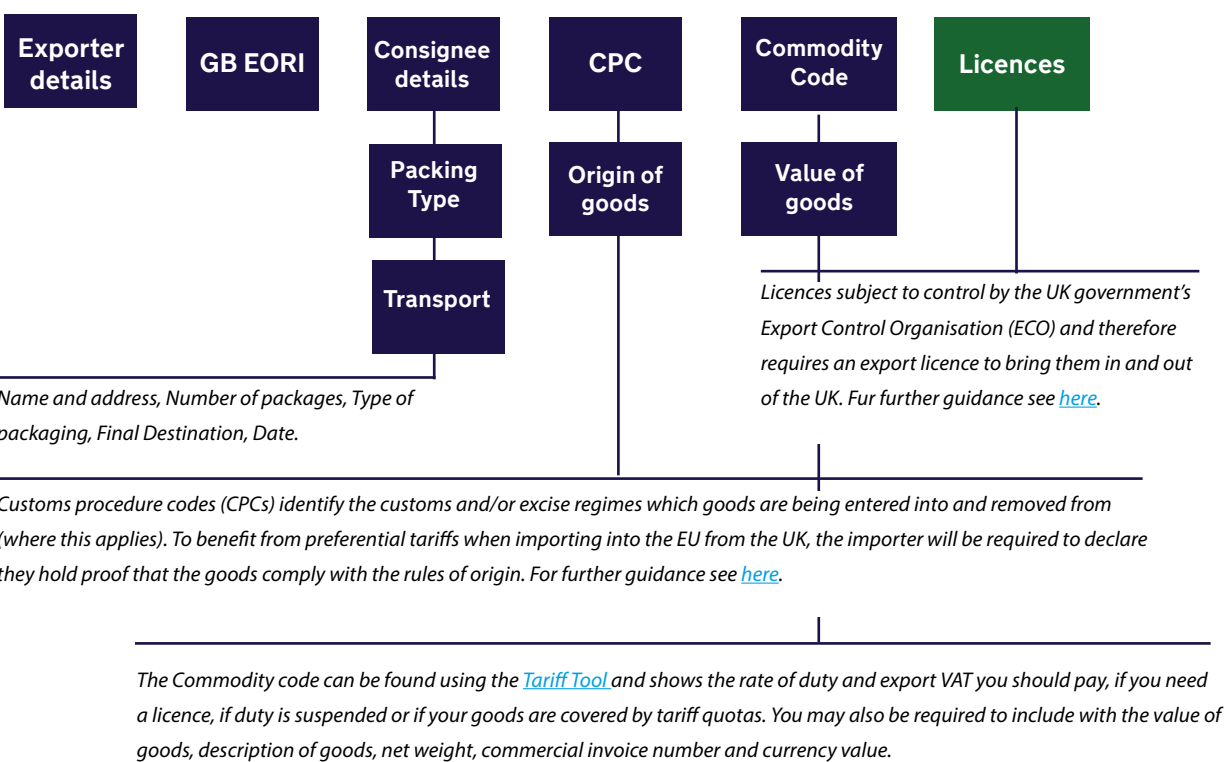 Exporter
details
GB EORI
Consignee
details
CPC
Commodity
Code
Licences
Packing
Type
Origin of
goods
Value of
goods
Transport
Licences subject to control by the UK government's
Export Control Organisation (ECO) and therefore
requires an export licence to bring them in and out
of the UK. Fur further guidance see here.
Name and address, Number of packages, Type of
packaging, Final Destination, Date.
Customs procedure codes (CPCs) identify the customs and/or excise regimes which goods are being entered into and removed from
(where this applies). To benefit from preferential tariffs when importing into the EU from the UK, the importer will be required to declare
they hold proof that the goods comply with the rules of origin. For further guidance see here.
The Commodity code can be found using the Tariff Tool and shows the rate of duty and export VAT you should pay, if you need
a licence, if duty is suspended or if your goods are covered by tariff quotas. You may also be required to include with the value of
goods, description of goods, net weight, commercial invoice number and currency value.